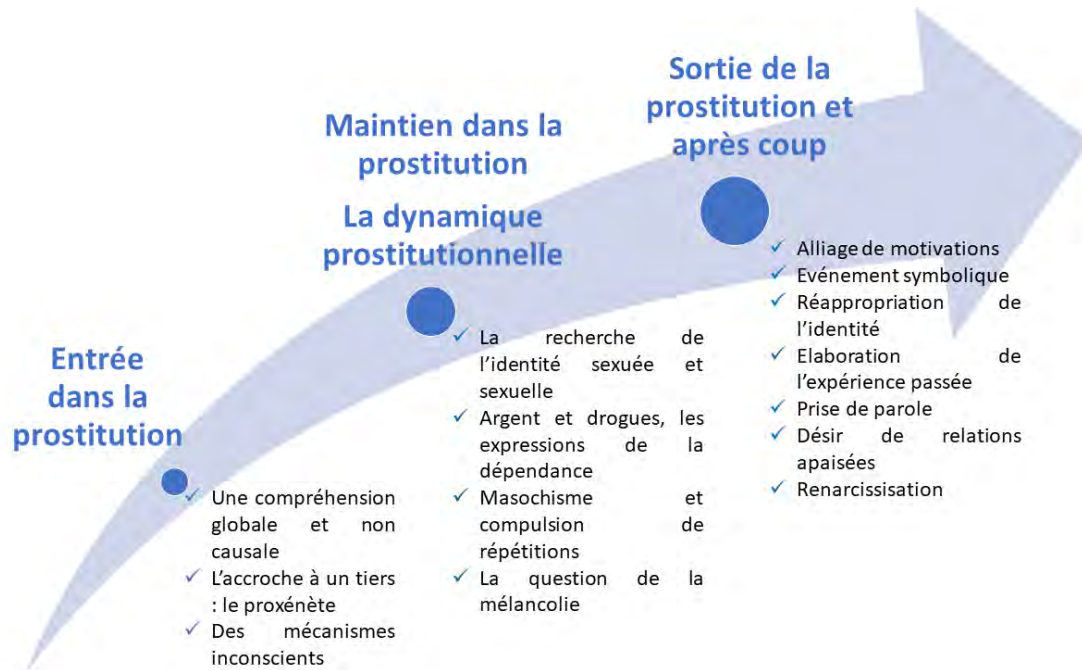 Entrée
dans la
prostitution
Une compréhension
globale et non
causale
L'accroche à un tiers
: le proxénète
Des mécanismes
inconscients
Maintien dans la
prostitution
La dynamique
prostitutionnelle
La recherche de
l'identité sexuée et
sexuelle
Argent et drogues, les
expressions de la
dépendance
Masochisme et
compulsion de
répétitions
La question de la
mélancolie
Sortie de la
prostitution et
après coup
Alliage de motivations
Evénement symbolique
Réappropriation de
l'identité
Elaboration de
l'expérience passée
Prise de parole
Désir de relations
apaisées
Renarcissisation